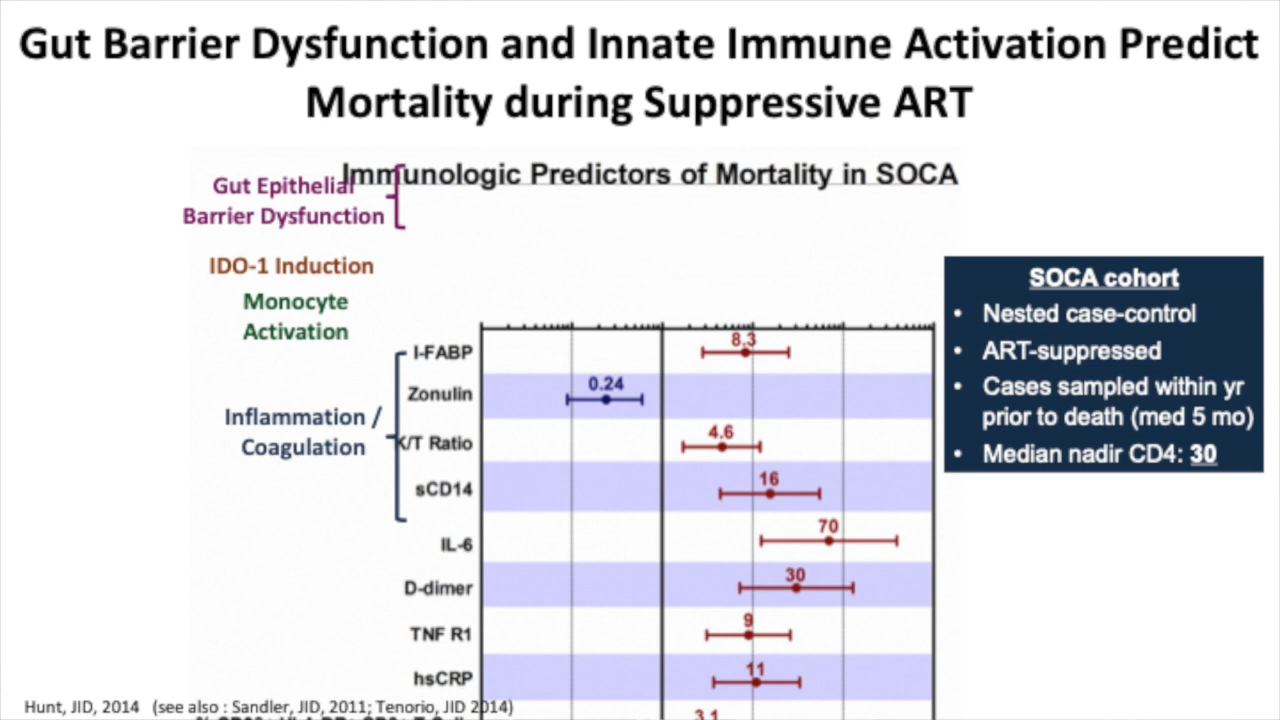 Gut Barrier Dysfunction and Innate Immune Activation Predict
Mortality during Suppressive ART
Immunologic Predictors of Mortality in SOCA
Gut Epithelial
Barrier Dysfunction
IDO-1 Induction
Monocyte
Activation
Inflammation /
Coagulation
I-FABP
8.3
Zonulin
0.24
K/T Ratio
4.6
sCD14
16
IL-6
70
D-dimer
30
TNF R1
9
hsCRP
11
3.1
SOCA cohort
• Nested case-control
• ART-suppressed
• Cases sampled within yr
prior to death (med 5 mo)
• Median nadir CD4: 30
Hunt, JID, 2014 (see also : Sandler, JID, 2011; Tenorio, JID 2014)